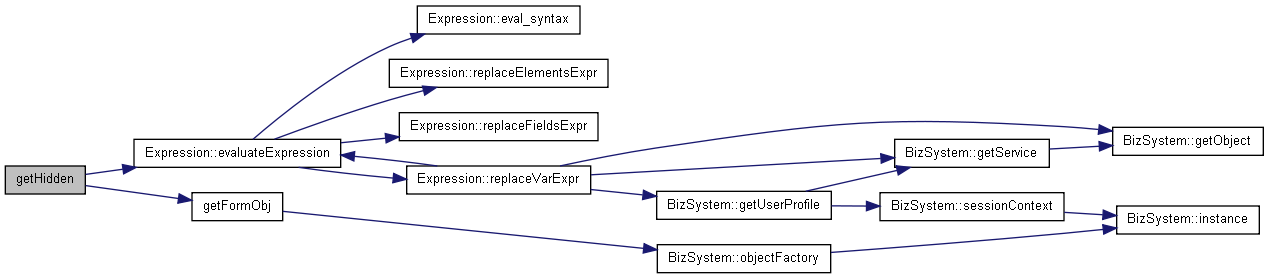 Expression::eval_syntax
Expression::replaceElementsExpr
Expression::replaceFieldsExpr
BizSystem::getObject
Expression::evaluateExpression
BizSystem::getService
getHidden
Expression::replaceVarExpr
getFormObj
BizSystem::getUserProfile
BizSystem::sessionContext
BizSystem::instance
BizSystem::objectFactory